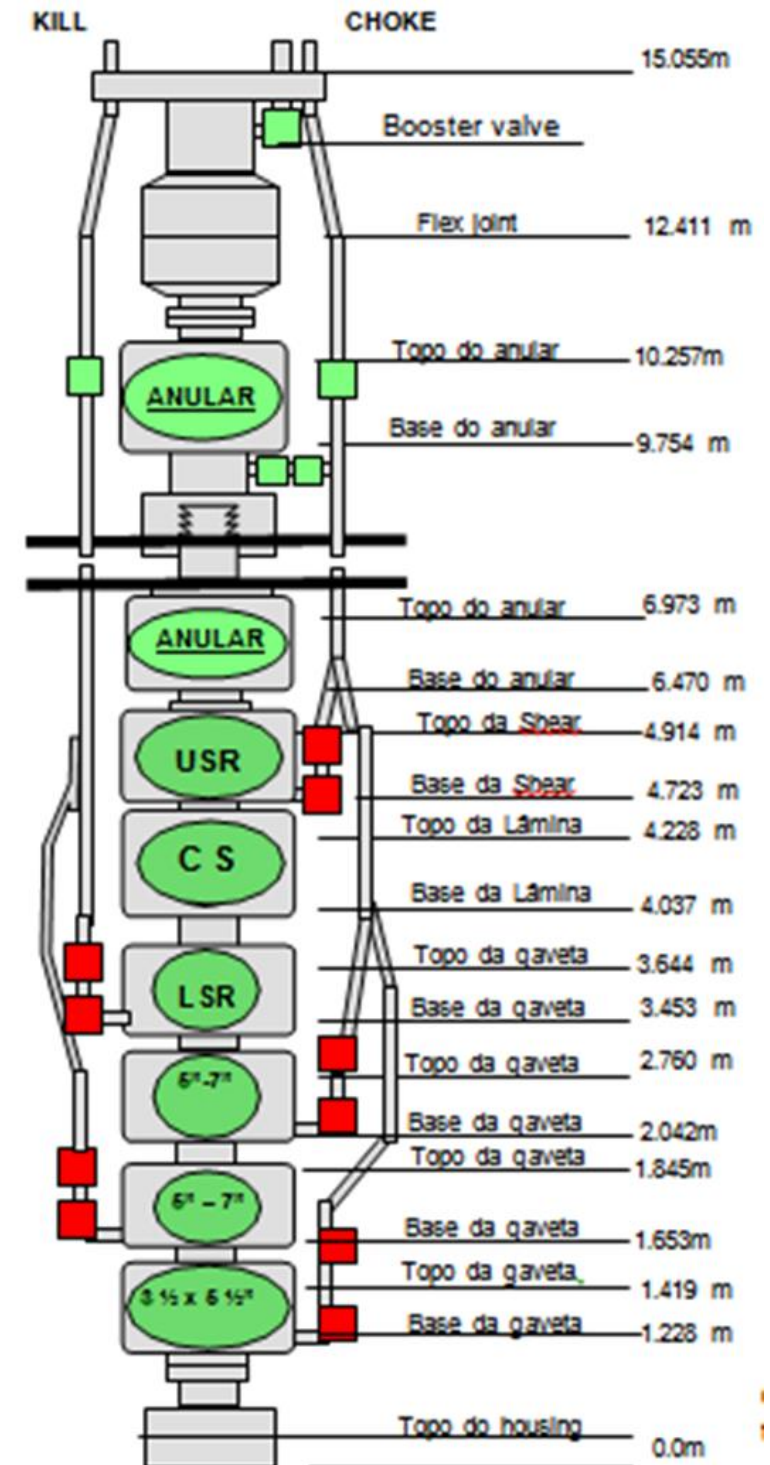 KILL CHOKE
15.055m
Booster valve
Flex joint 12.411 m
Topo do anular 10.257m
ANULAR
Base do anular 9.754 m
Topo do anular 6.973 m
ANULAR
Base do anular 6.470 m
Topo da Shear 4.914 m
USR
Base da Shear 4.723 m
Topo da Lâmina 4.228 m
C S
Base da Lâmina 4.037 m
Topo da gaveta 3.644 m
LSR
Base da gaveta 3.453 m
Topo da gaveta 2.760 m
Base da gaveta 2.042m
Topo da gaveta 1.845m
Base da gaveta 1.653m
Topo da gaveta. 1.419 m
Base da gaveta 1.228 m
Topo do housing 0.0m